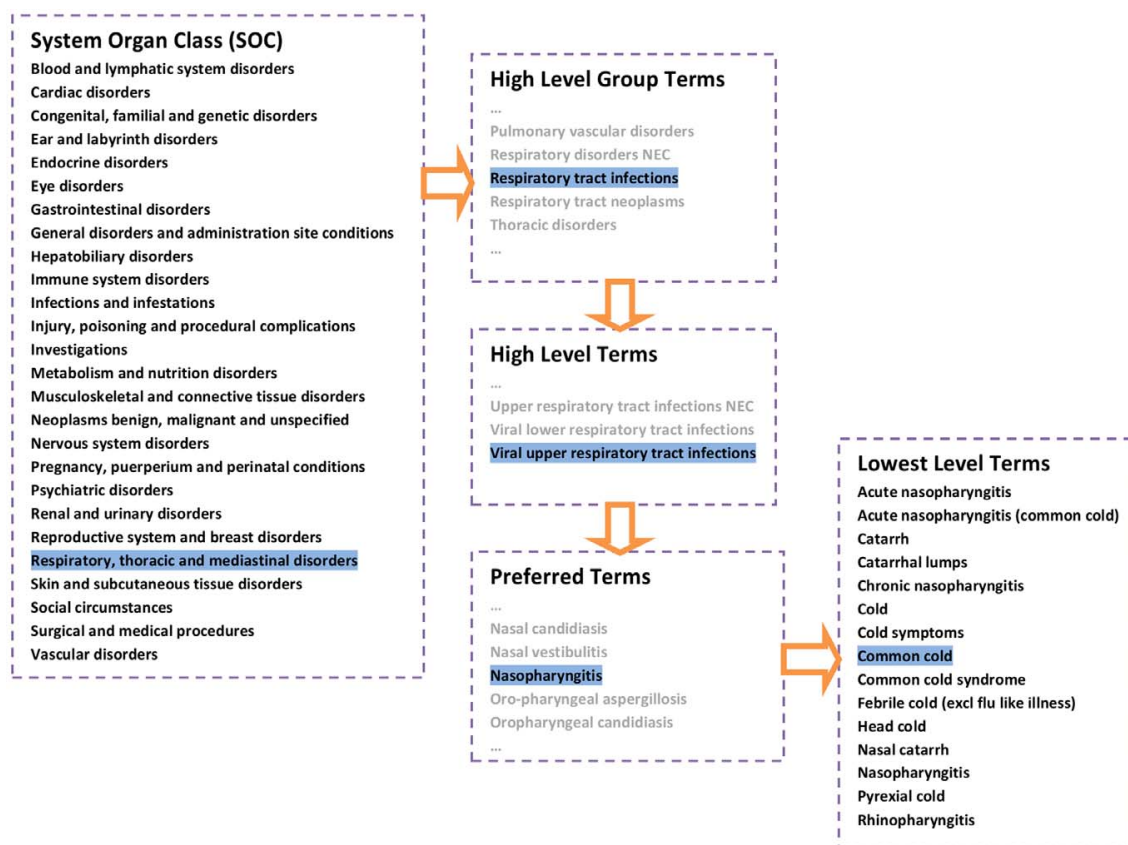 System Organ Class (SOC)
Blood and lymphatic system disorders
Cardiac disorders
Congenital, familial and genetic disorders
Ear and labyrinth disorders
Endocrine disorders
Eye disorders
Gastrointestinal disorders
General disorders and administration site conditions
Hepatobiliary disorders
Immune system disorders
Infections and infestations
Injury, poisoning and procedural complications
Investigations
Metabolism and nutrition disorders
Musculoskeletal and connective tissue disorders
Neoplasms benign, malignant and unspecified
Nervous system disorders
Pregnancy, puerperium and perinatal conditions
Psychiatric disorders
Renal and urinary disorders
Reproductive system and breast disorders
Respiratory, thoracic and mediastinal disorders
Skin and subcutaneous tissue disorders
Social circumstances
Surgical and medical procedures
Vascular disorders
High Level Group Terms
...
Pulmonary vascular disorders
Respiratory disorders NEC
Respiratory tract infections
Respiratory tract neoplasms
Thoracic disorders
...
High Level Terms
...
Upper respiratory tract infections NEC
Viral lower respiratory tract infections
Viral upper respiratory tract infections
Preferred Terms
...
Nasal candidiasis
Nasal vestibulitis
Nasopharyngitis
Oro-pharyngeal aspergillosis
Oropharyngeal candidiasis
...
Lowest Level Terms
Acute nasopharyngitis
Acute nasopharyngitis (common cold)
Catarrh
Catarrhal lumps
Chronic nasopharyngitis
Cold
Cold symptoms
Common cold
Common cold syndrome
Febrile cold (excl flu like illness)
Head cold
Nasal catarrh
Nasopharyngitis
Pyrexial cold
Rhinopharyngitis